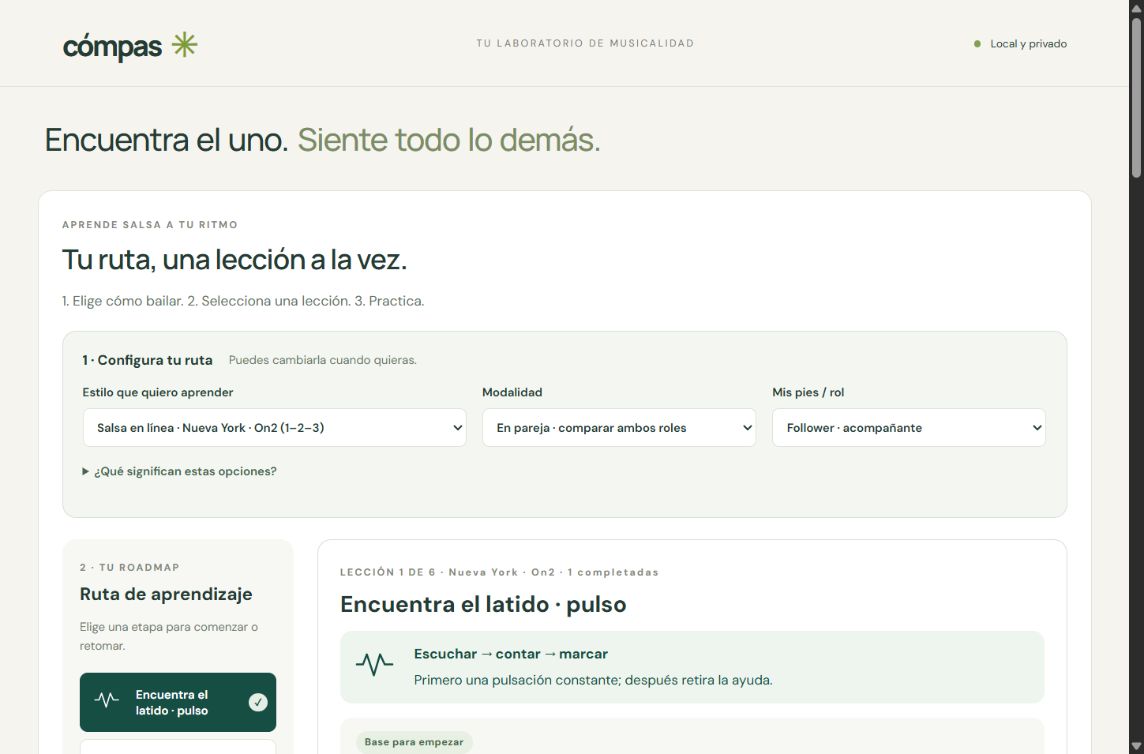 cómpas
TU LABORATORIO DE MUSICALIDAD
Local y privado
Encuentra el uno. Siente todo lo demás.
APRENDE SALSA A TU RITMO
Tu ruta, una lección a la vez.
1. Elige cómo bailar. 2. Selecciona una lección. 3. Practica.
1 · Configura tu ruta Puedes cambiarla cuando quieras.
Estilo que quiero aprender
Salsa en línea · Nueva York · On2 (1–2–3)
Modalidad
En pareja · comparar ambos roles
Mis pies / rol
Follower · acompañante
¿Qué significan estas opciones?
2 · TU ROADMAP
Ruta de aprendizaje
Elige una etapa para comenzar o
retomar.
Encuentra el
latido · pulso
LECCIÓN 1 DE 6 · Nueva York · On2 · 1 completadas
Encuentra el latido · pulso
Escuchar → contar → marcar
Primero una pulsación constante; después retira la ayuda.
Base para empezar